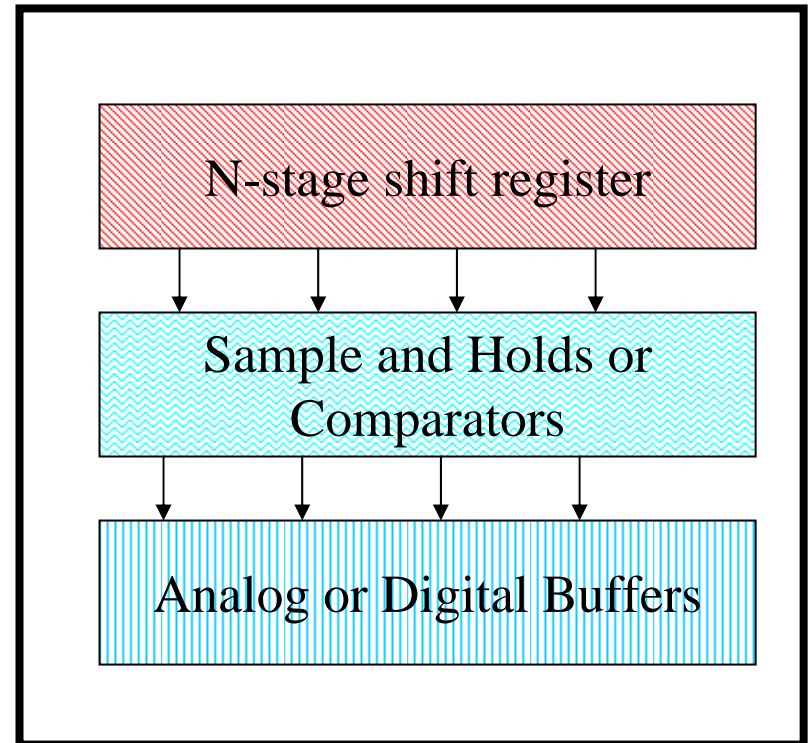 N-stage shift register
Sample and Holds or
Comparators
Analog or Digital Buffers